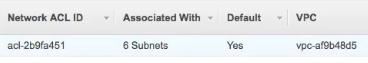 Network ACL ID Associated With Default VPC
acl-2b9fa451 6 Subnets Yes vpc-af9b48d5